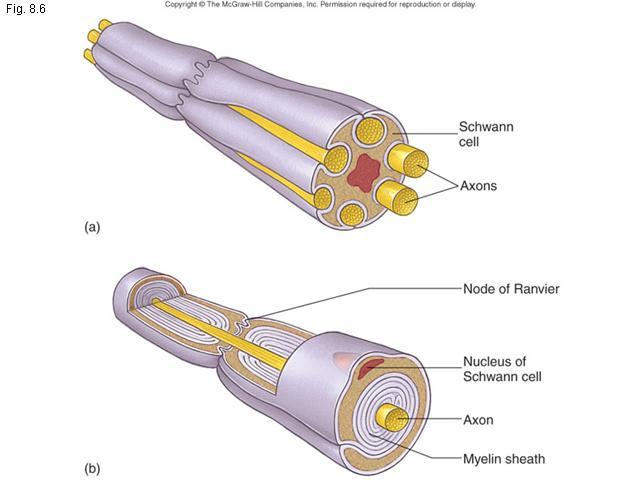 Copyright © The McGraw-Hill Companies, Inc. Permission required for reproduction or display.
Fig. 8.6
Schwann
cell
Axons
(a)
Node of Ranvier
Nucleus of
Schwann cell
Axon
Myelin sheath
(b)